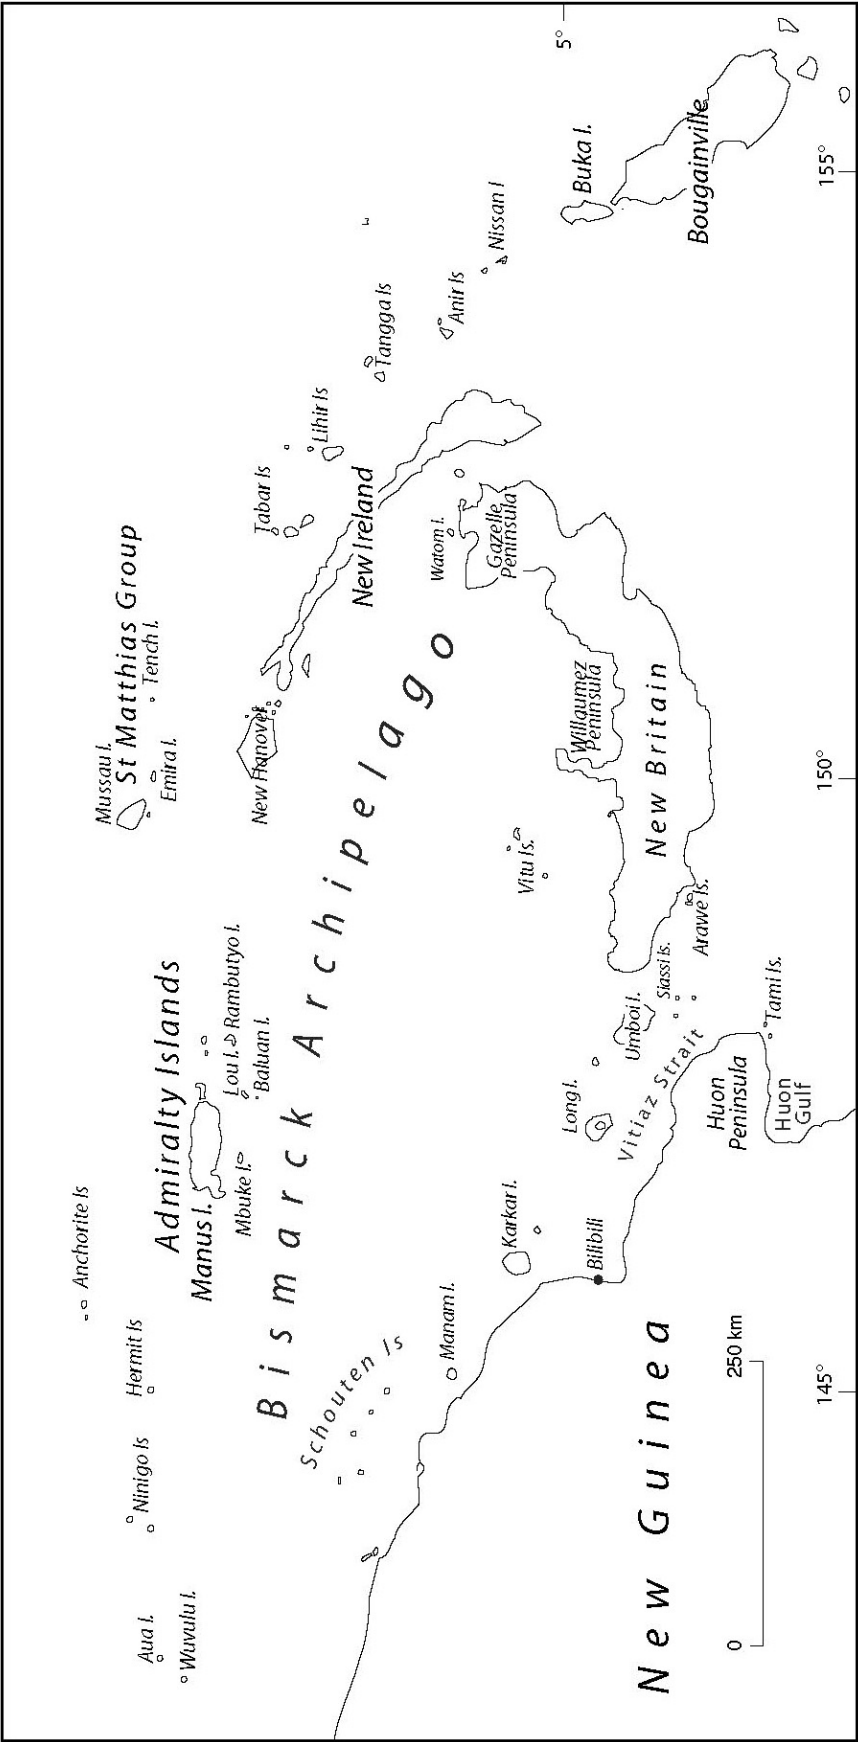 Mussau I.
St Matthias Group
Emira I.
Tench I.
Anchorite Is
Hermit Is
Ninigo Is
Aua I.
Wuvulu I.
Admiralty Islands
Manus I.
Mbuke I.
Lou I.
Rambutyo I.
Baluan I.
New Hanover
Tabar Is
Lihir Is
New Ireland
Tangga Is
Anir Is
Nissan I
Buka I.
Bougainville
Bismarck Archipelago
Schouten Is
Manam I.
Karkar I.
Bilibili
Long I.
Vitiaz Strait
Umboi I.
Siassi Is.
Arawe Is.
Tami Is.
Huon
Peninsula
Huon
Gulf
Vitu Is.
Willaumez
Peninsula
New Britain
Watom I.
Gazelle
Peninsula
New Guinea
0
250 km
145°
150°
155°
5°